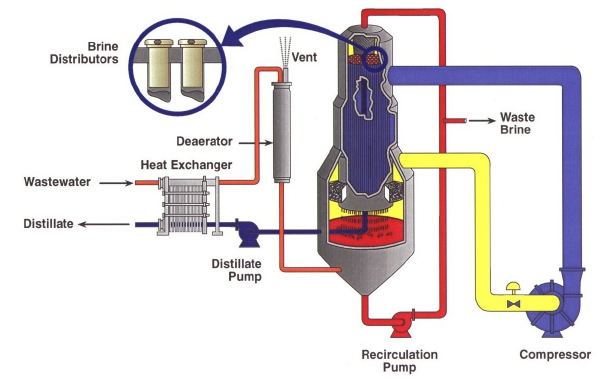 Brine
Distributors
Vent
Waste
Brine
Deaerator
Heat Exchanger
Wastewater
Distillate
Distillate
Pump
Recirculation
Pump
Compressor